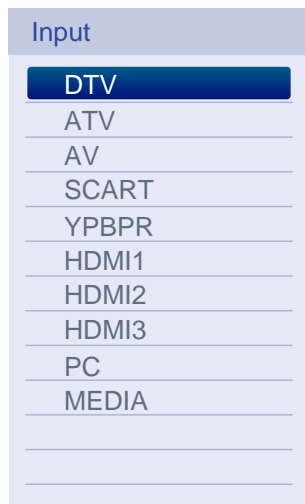 Input
DTV
ATV
AV
SCART
YPBPR
HDMI1
HDMI2
HDMI3
PC
MEDIA